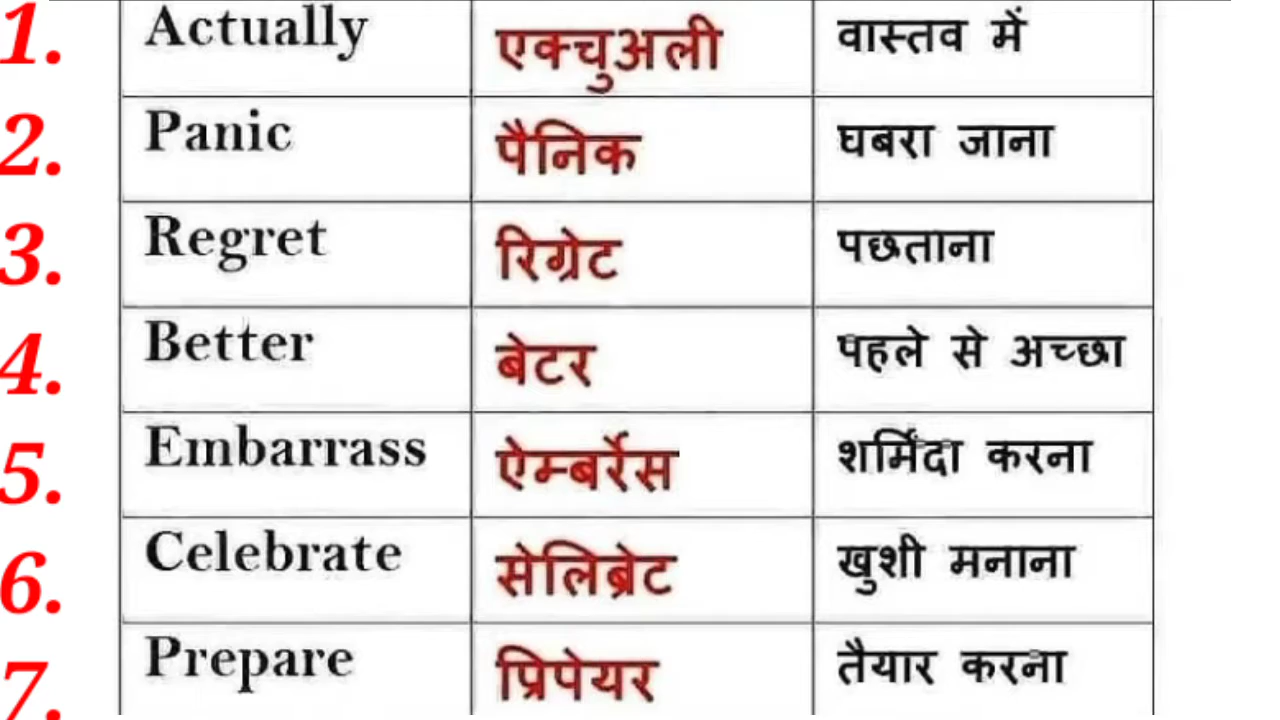 1. Actually एक्चुअली वास्तव में
2. Panic पैनिक घबरा जाना
3. Regret रिग्रेट पछताना
4. Better बेटर पहले से अच्छा
5. Embarrass ऐम्बर्रेस शर्मिंदा करना
6. Celebrate सेलिब्रेट खुशी मनाना
7. Prepare प्रिपेयर तैयार करना